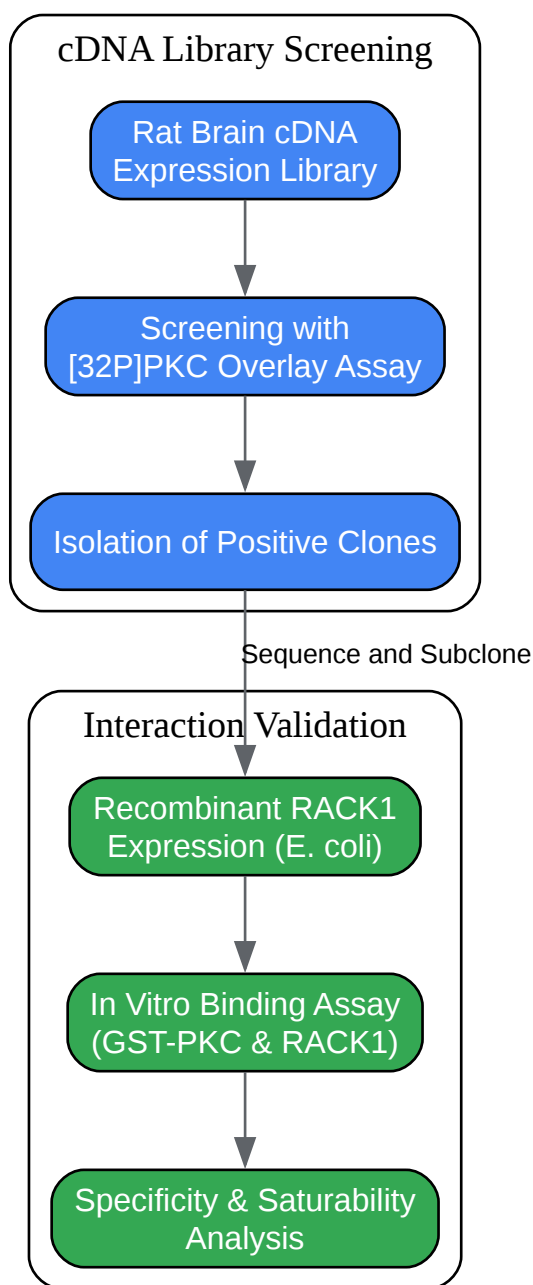 cDNA Library Screening
Rat Brain cDNA
Expression Library
Screening with
[32P]PKC Overlay Assay
Isolation of Positive Clones
Sequence and Subclone
Interaction Validation
Recombinant RACK1
Expression (E. coli)
In Vitro Binding Assay
(GST-PKC & RACK1)
Specificity & Saturability
Analysis